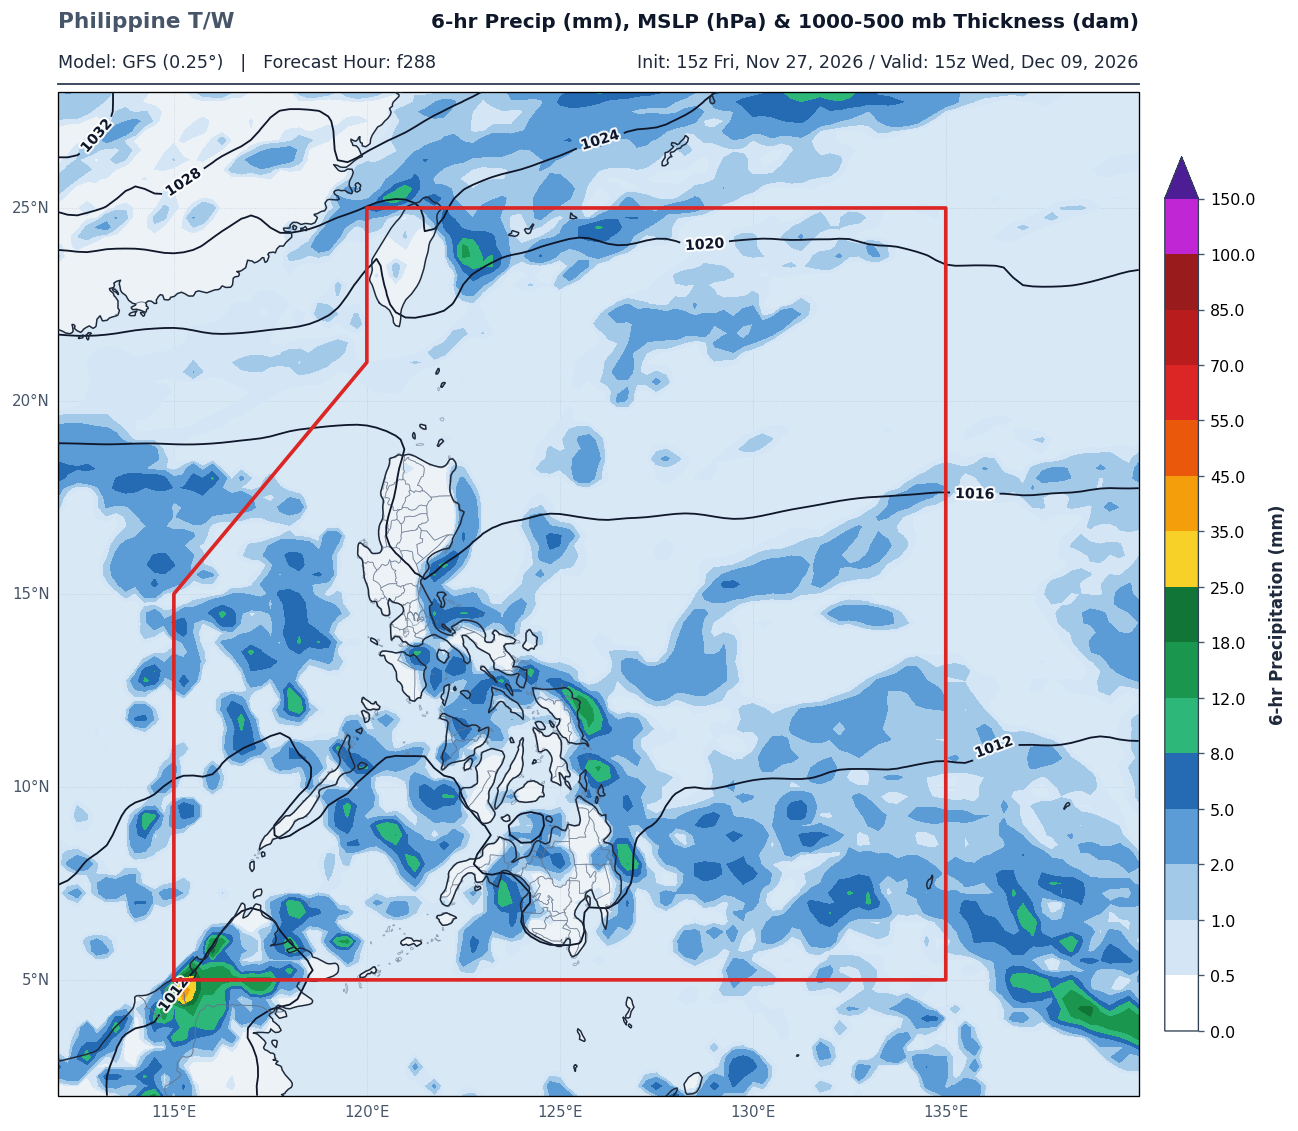 Philippine T/W
6-hr Precip (mm), MSLP (hPa) & 1000-500 mb Thickness (dam)
Model: GFS (0.25°) | Forecast Hour: f288
Init: 15z Fri, Nov 27, 2026 / Valid: 15z Wed, Dec 09, 2026
1032
1028
1024
1020
1016
1012
1012
25°N
20°N
15°N
10°N
5°N
115°E
120°E
125°E
130°E
135°E
150.0
100.0
85.0
70.0
55.0
45.0
35.0
25.0
18.0
12.0
8.0
5.0
2.0
1.0
0.5
0.0
6-hr Precipitation (mm)